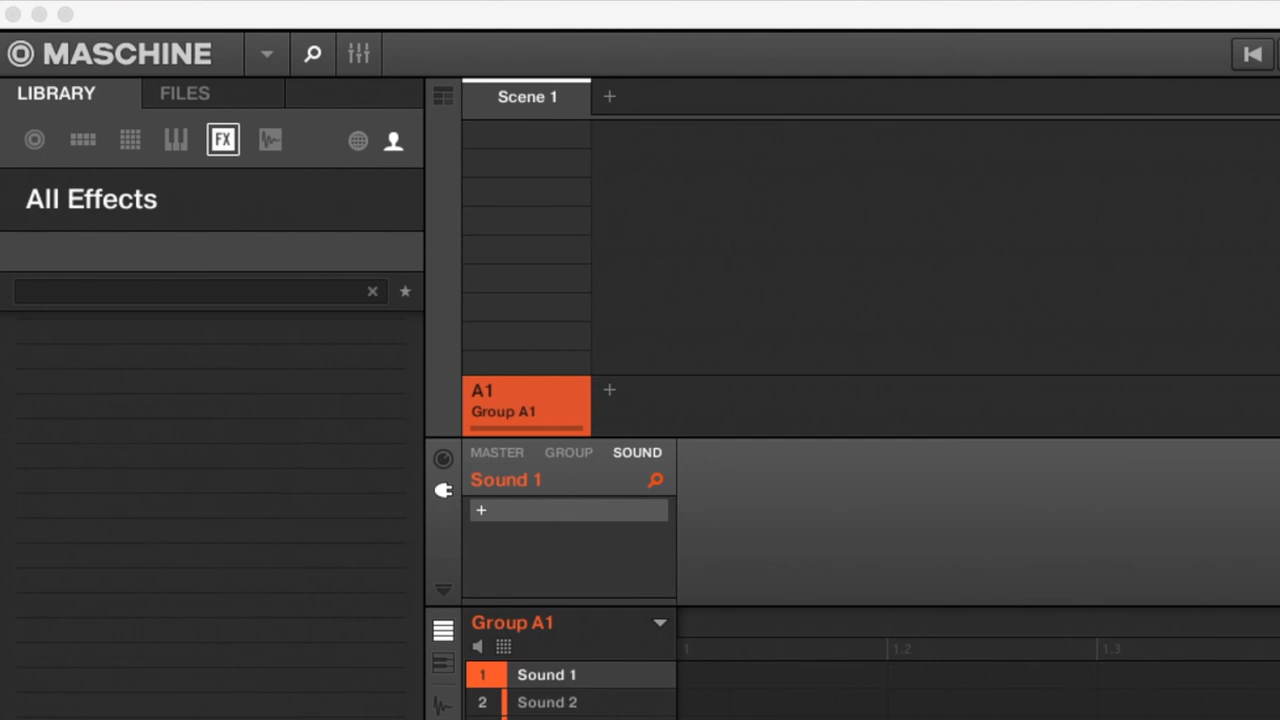 MASCHINE
LIBRARY FILES
Scene 1 +
FX
All Effects
A1 +
Group A1
MASTER GROUP SOUND
Sound 1
+
Group A1
1 1.2 1.3
1 Sound 1
2 Sound 2